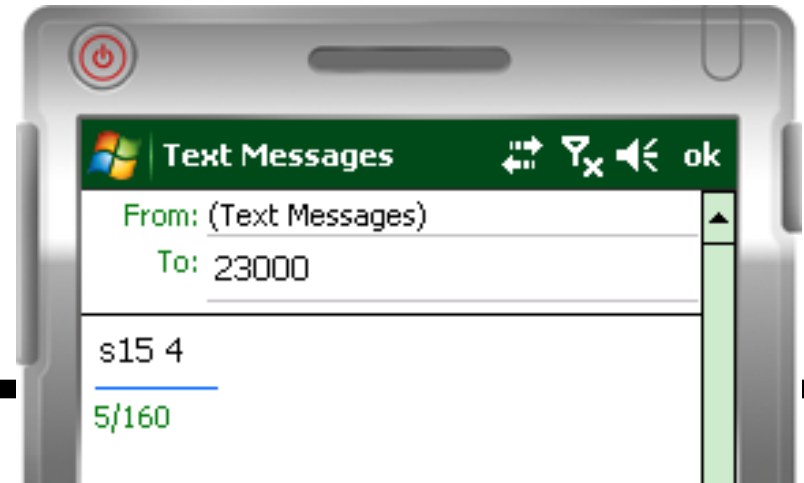 Text Messages ok
From: (Text Messages)
To: 23000
s15 4
5/160